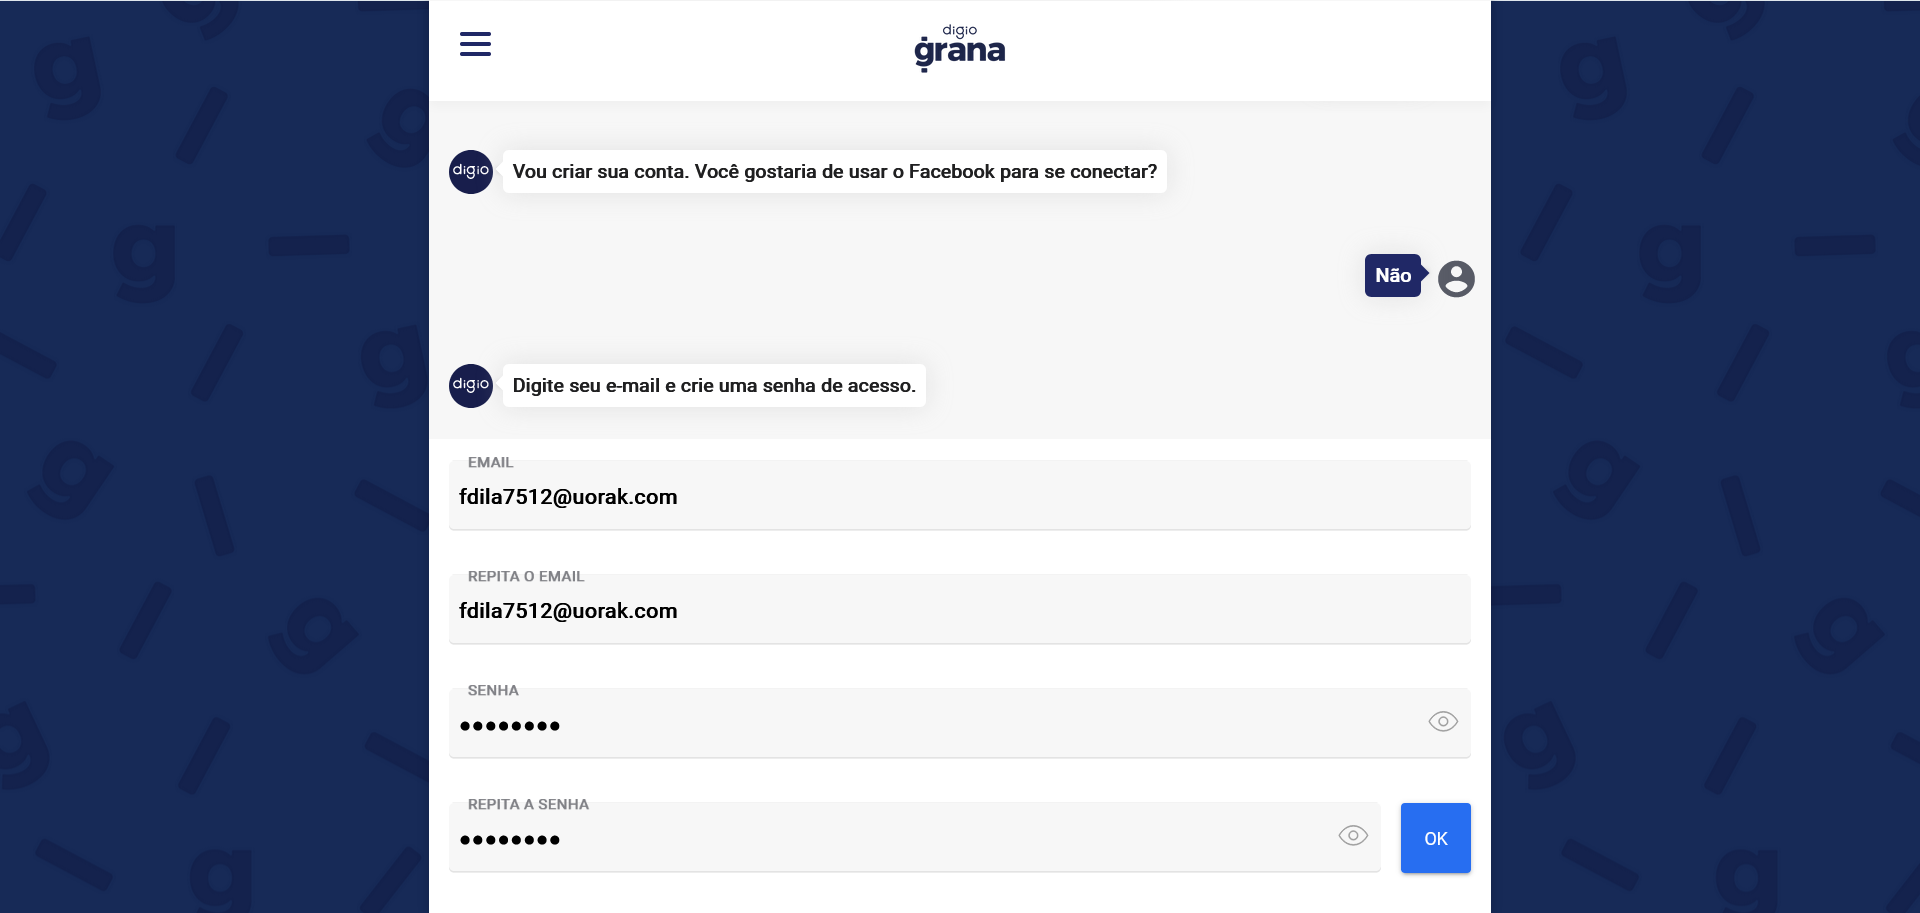 digio
grana
digio
Vou criar sua conta. Você gostaria de usar o Facebook para se conectar?
Não
digio
Digite seu e-mail e crie uma senha de acesso.
EMAIL
fdila7512@uorak.com
REPITA O EMAIL
fdila7512@uorak.com
SENHA
••••••••
REPITA A SENHA
••••••••
OK